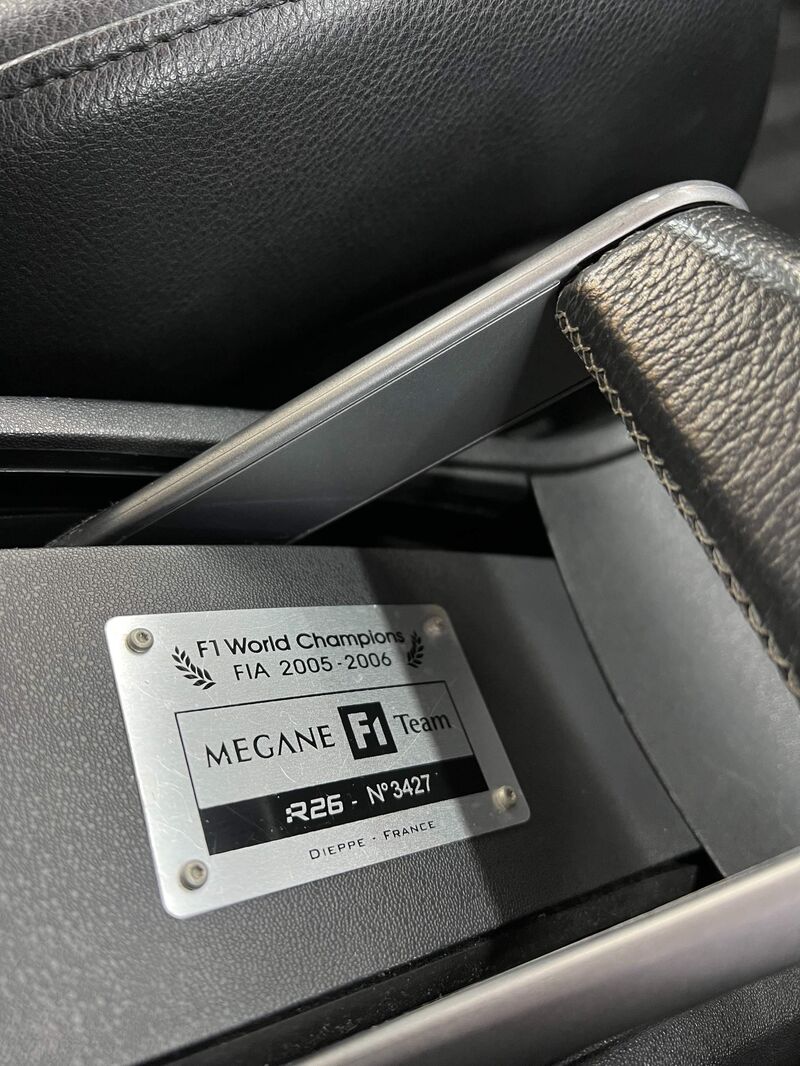 F1 World Champions
FIA 2005-2006
MEGANE F1 Team
R26 - N°3427
DIEPPE - FRANCE